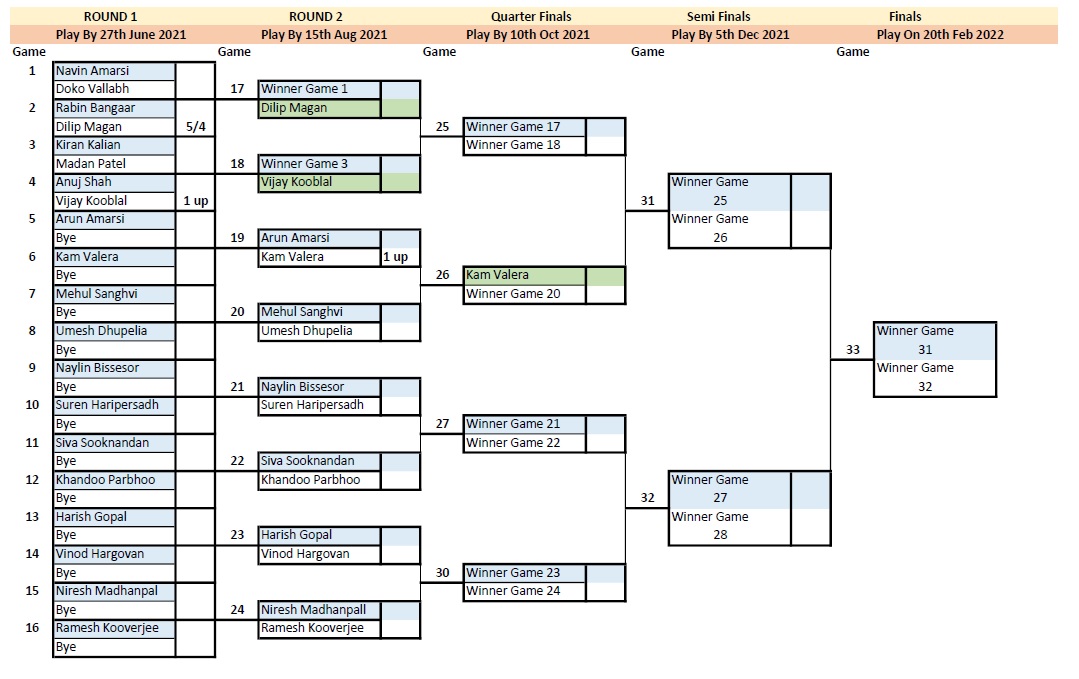 ROUND 1 ROUND 2 Quarter Finals Semi Finals Finals
Play By 27th June 2021 Play By 15th Aug 2021 Play By 10th Oct 2021 Play By 5th Dec 2021 Play On 20th Feb 2022
Game Game Game Game Game
1 Navin Amarsi
Doko Vallabh 17 Winner Game 1
2 Rabin Bangaar Dilip Magan
Dilip Magan 5/4 25 Winner Game 17
3 Kiran Kalian Winner Game 18
Madan Patel 18 Winner Game 3
4 Anuj Shah Vijay Kooblal Winner Game
Vijay Kooblal 1 up 31 25
5 Arun Amarsi Winner Game
Bye 19 Arun Amarsi 26
6 Kam Valera Kam Valera 1 up
Bye 26 Kam Valera
7 Mehul Sanghvi Winner Game 20
Bye 20 Mehul Sanghvi
8 Umesh Dhupelia Umesh Dhupelia Winner Game
Bye 33 31
9 Naylin Bissesor Winner Game
Bye 21 Naylin Bissesor 32
10 Suren Haripersadh Suren Haripersadh
Bye 27 Winner Game 21
11 Siva Sooknandan Winner Game 22
Bye 22 Siva Sooknandan
12 Khandoo Parbhoo Khandoo Parbhoo Winner Game
Bye 32 27
13 Harish Gopal Winner Game
Bye 23 Harish Gopal 28
14 Vinod Hargovan Vinod Hargovan
Bye 30 Winner Game 23
15 Niresh Madhanpal Winner Game 24
Bye 24 Niresh Madhanpall
16 Ramesh Kooverjee Ramesh Kooverjee
Bye